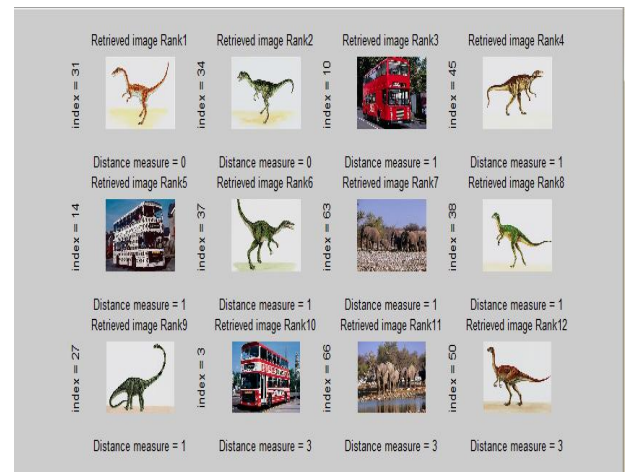 Retrieved image Rank1 Retrieved image Rank2 Retrieved image Rank3 Retrieved image Rank4
index = 31 index = 34 index = 10 index = 45
Distance measure = 0 Distance measure = 0 Distance measure = 1 Distance measure = 1
Retrieved image Rank5 Retrieved image Rank6 Retrieved image Rank7 Retrieved image Rank8
index = 14 index = 37 index = 63 index = 38
Distance measure = 1 Distance measure = 1 Distance measure = 1 Distance measure = 1
Retrieved image Rank9 Retrieved image Rank10 Retrieved image Rank11 Retrieved image Rank12
index = 27 index = 3 index = 66 index = 50
Distance measure = 1 Distance measure = 3 Distance measure = 3 Distance measure = 3